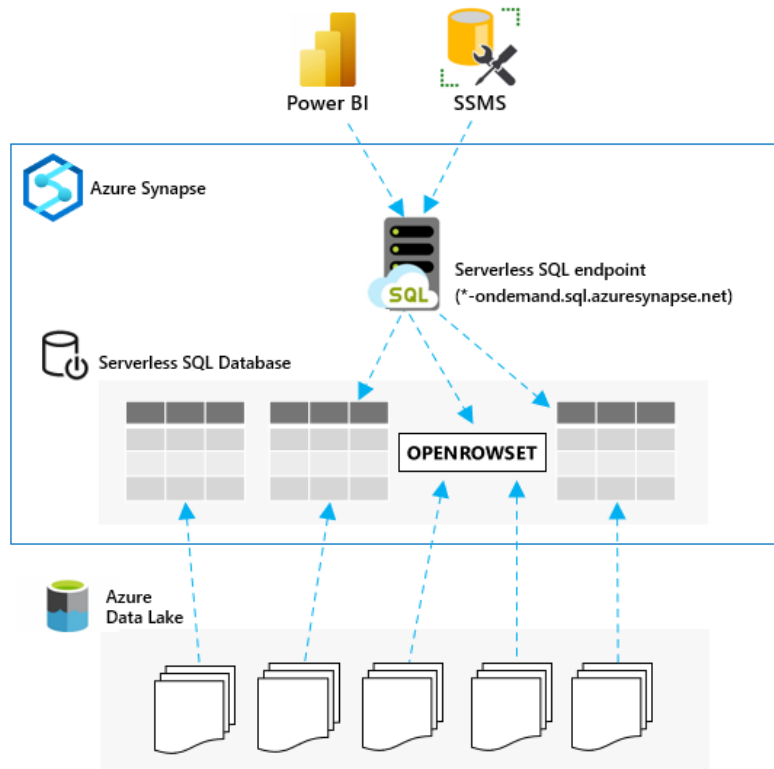 Power BI
SSMS
Azure Synapse
Serverless SQL endpoint
(*-ondemand.sql.azuresynapse.net)
SQL
Serverless SQL Database
OPENROWSET
Azure
Data Lake